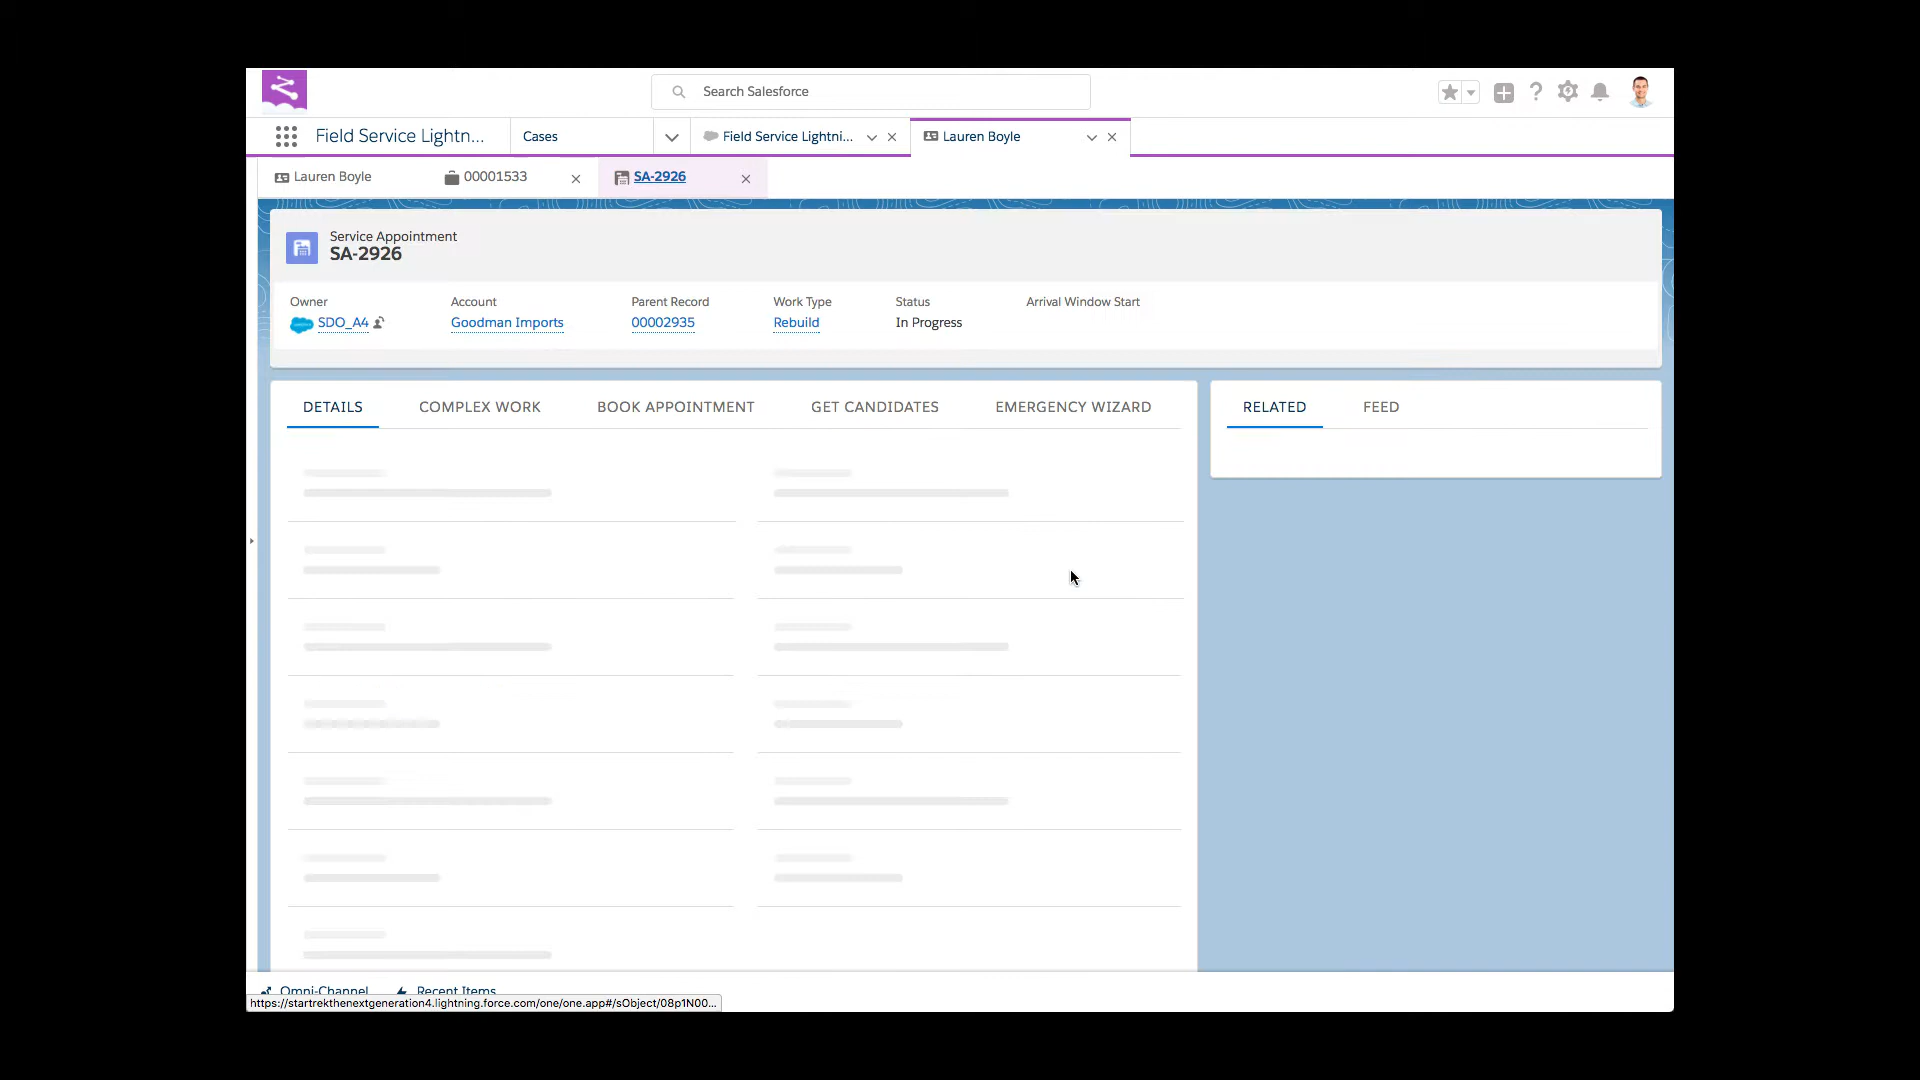 Search Salesforce
Field Service Lightn...
Cases
Field Service Lightni...
Lauren Boyle
Lauren Boyle
00001533
SA-2926
Service Appointment
SA-2926
Owner
Account
Parent Record
Work Type
Status
Arrival Window Start
SDO_A4
Goodman Imports
00002935
Rebuild
In Progress
DETAILS
COMPLEX WORK
BOOK APPOINTMENT
GET CANDIDATES
EMERGENCY WIZARD
RELATED
FEED
Omni-Channel
Recent Items
https://startrekthenextgeneration4.lightning.force.com/one/one.app#/sObject/08p1N00...